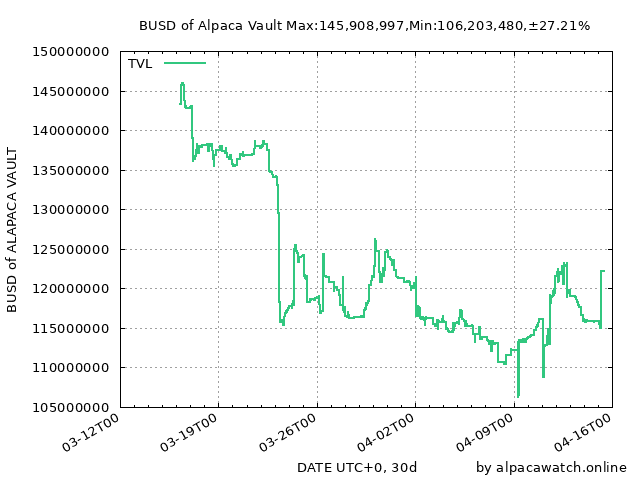 BUSD of Alpaca Vault Max:145,908,997,Min:106,203,480,±27.21%
TVL
BUSD of ALAPACA VAULT
150000000
145000000
140000000
135000000
130000000
125000000
120000000
115000000
110000000
105000000
03-12T00
03-19T00
03-26T00
04-02T00
04-09T00
04-16T00
DATE UTC+0, 30d
by alpacawatch.online